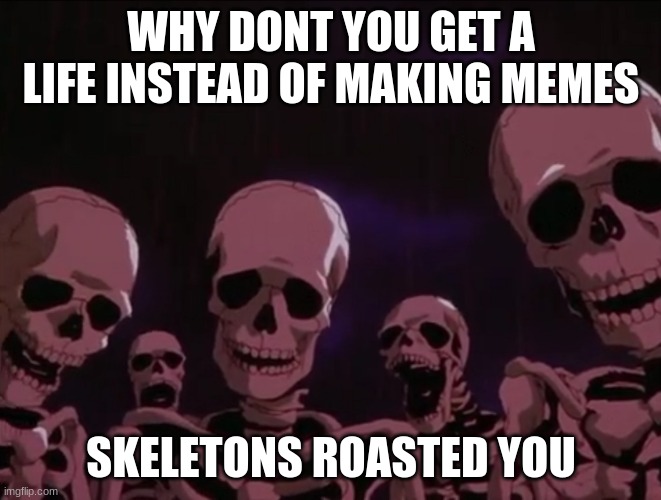 WHY DONT YOU GET A
LIFE INSTEAD OF MAKING MEMES
SKELETONS ROASTED YOU
imgflip.com